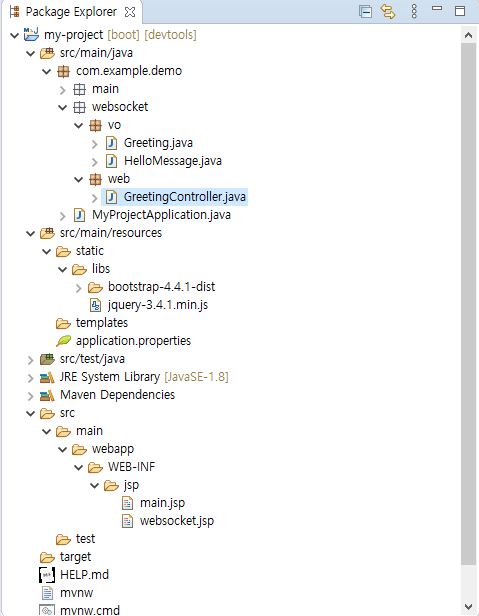 Package Explorer
my-project [boot] [devtools]
src/main/java
com.example.demo
main
websocket
vo
Greeting.java
HelloMessage.java
web
GreetingController.java
MyProjectApplication.java
src/main/resources
static
libs
bootstrap-4.4.1-dist
jquery-3.4.1.min.js
templates
application.properties
src/test/java
JRE System Library [JavaSE-1.8]
Maven Dependencies
src
main
webapp
WEB-INF
jsp
main.jsp
websocket.jsp
test
target
HELP.md
mvnw
mvnw.cmd